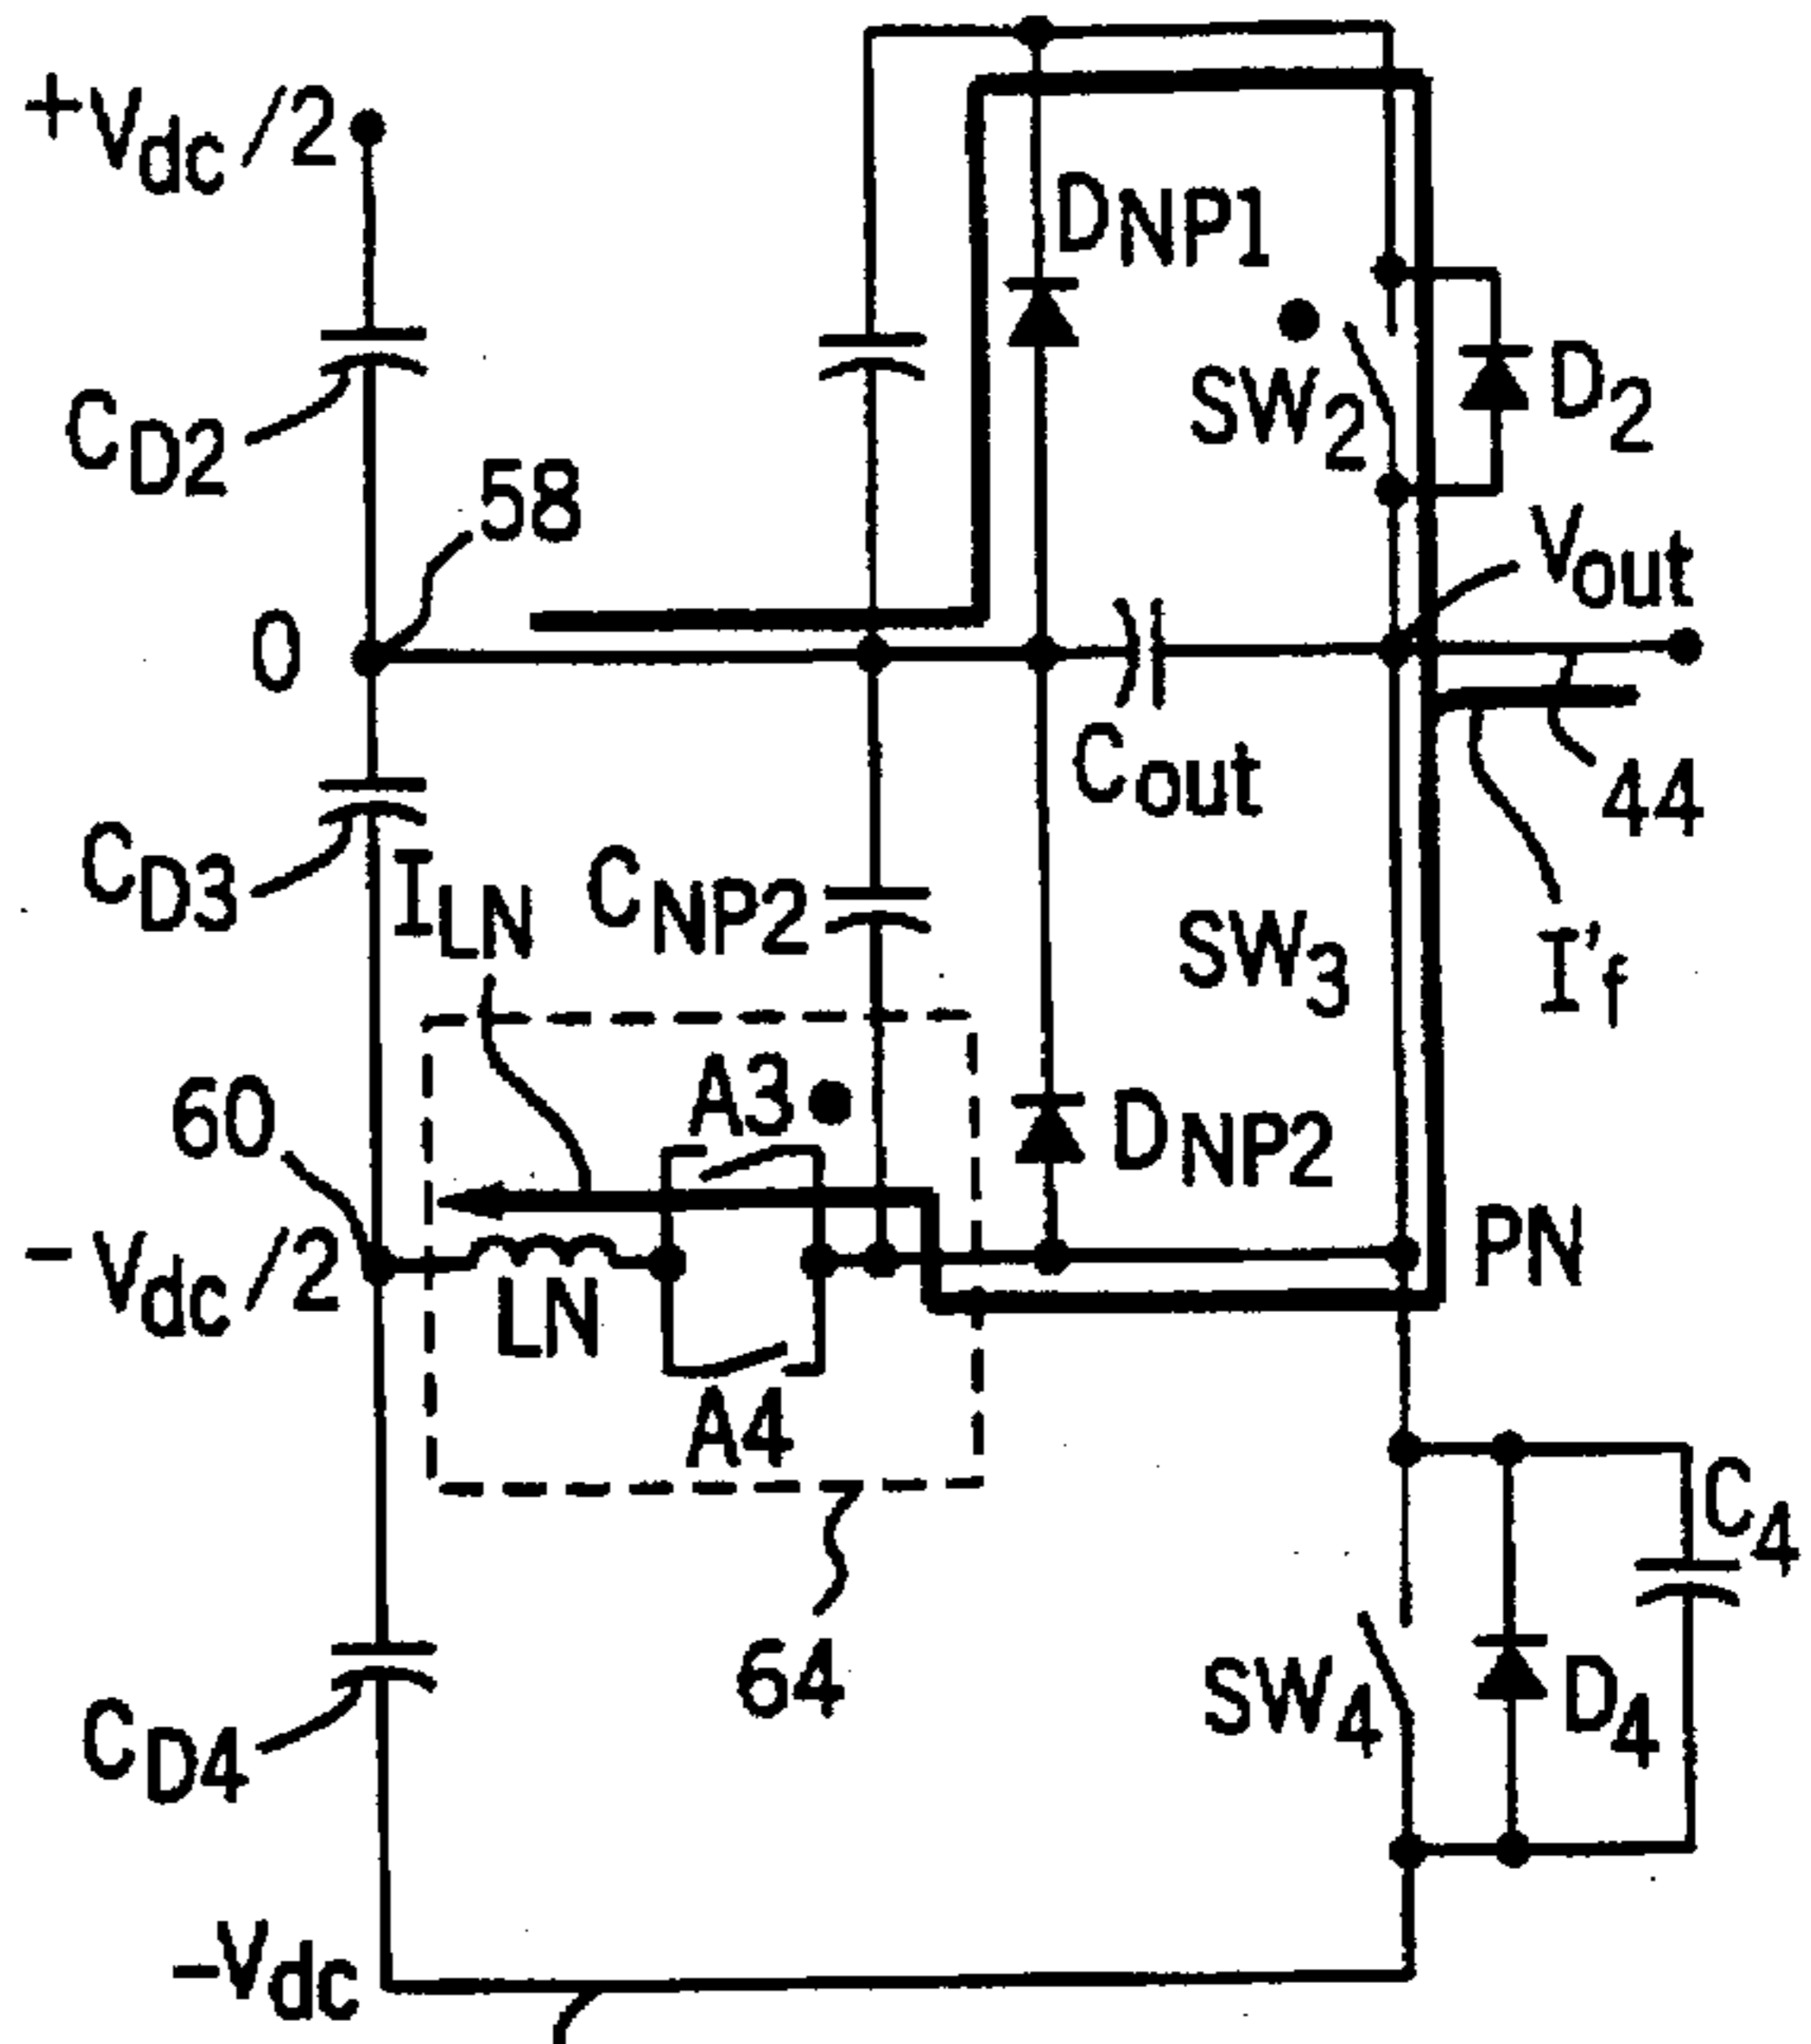 +Vdc/2
DNP1
SW2
D2
CD2
58
Vout
0
Cout
44
CD3
ILN
CNP2
SW3
I'f
A3
60
DNP2
PN
-Vdc/2
LN
A4
C4
64
SW4
D4
CD4
-Vdc